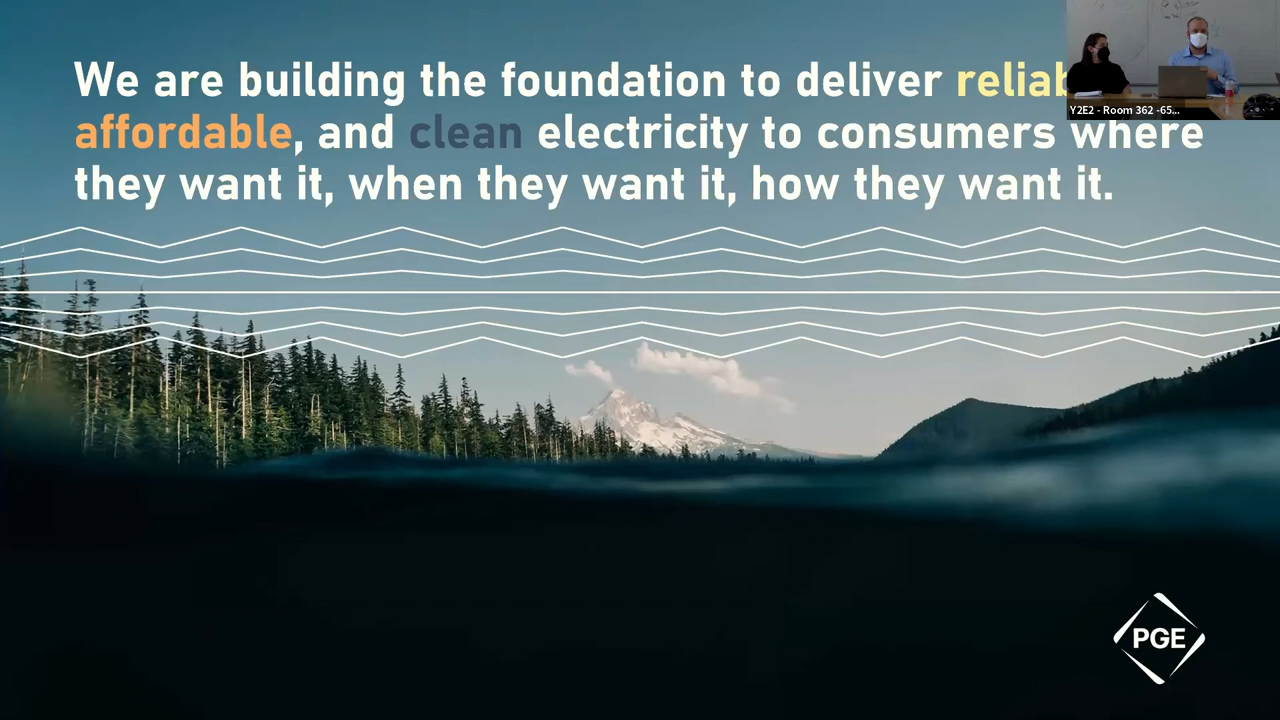 We are building the foundation to deliver reliab
affordable, and clean electricity to consumers where
they want it, when they want it, how they want it.
Y2E2 - Room 362 -65...
PGE